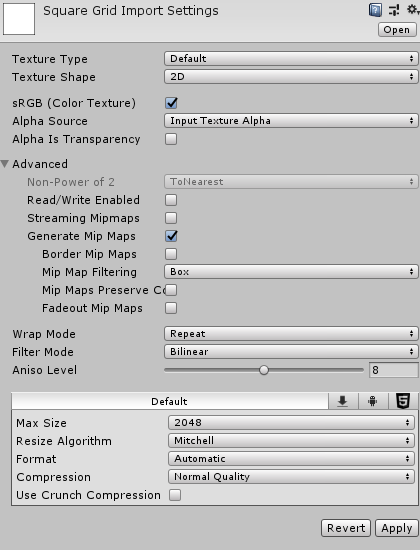 Square Grid Import Settings
Open
Texture Type Default
Texture Shape 2D
sRGB (Color Texture)
Alpha Source Input Texture Alpha
Alpha Is Transparency
Advanced
Non-Power of 2 ToNearest
Read/Write Enabled
Streaming Mipmaps
Generate Mip Maps
Border Mip Maps
Mip Map Filtering Box
Mip Maps Preserve Co
Fadeout Mip Maps
Wrap Mode Repeat
Filter Mode Bilinear
Aniso Level 8
Default
Max Size 2048
Resize Algorithm Mitchell
Format Automatic
Compression Normal Quality
Use Crunch Compression
Revert Apply